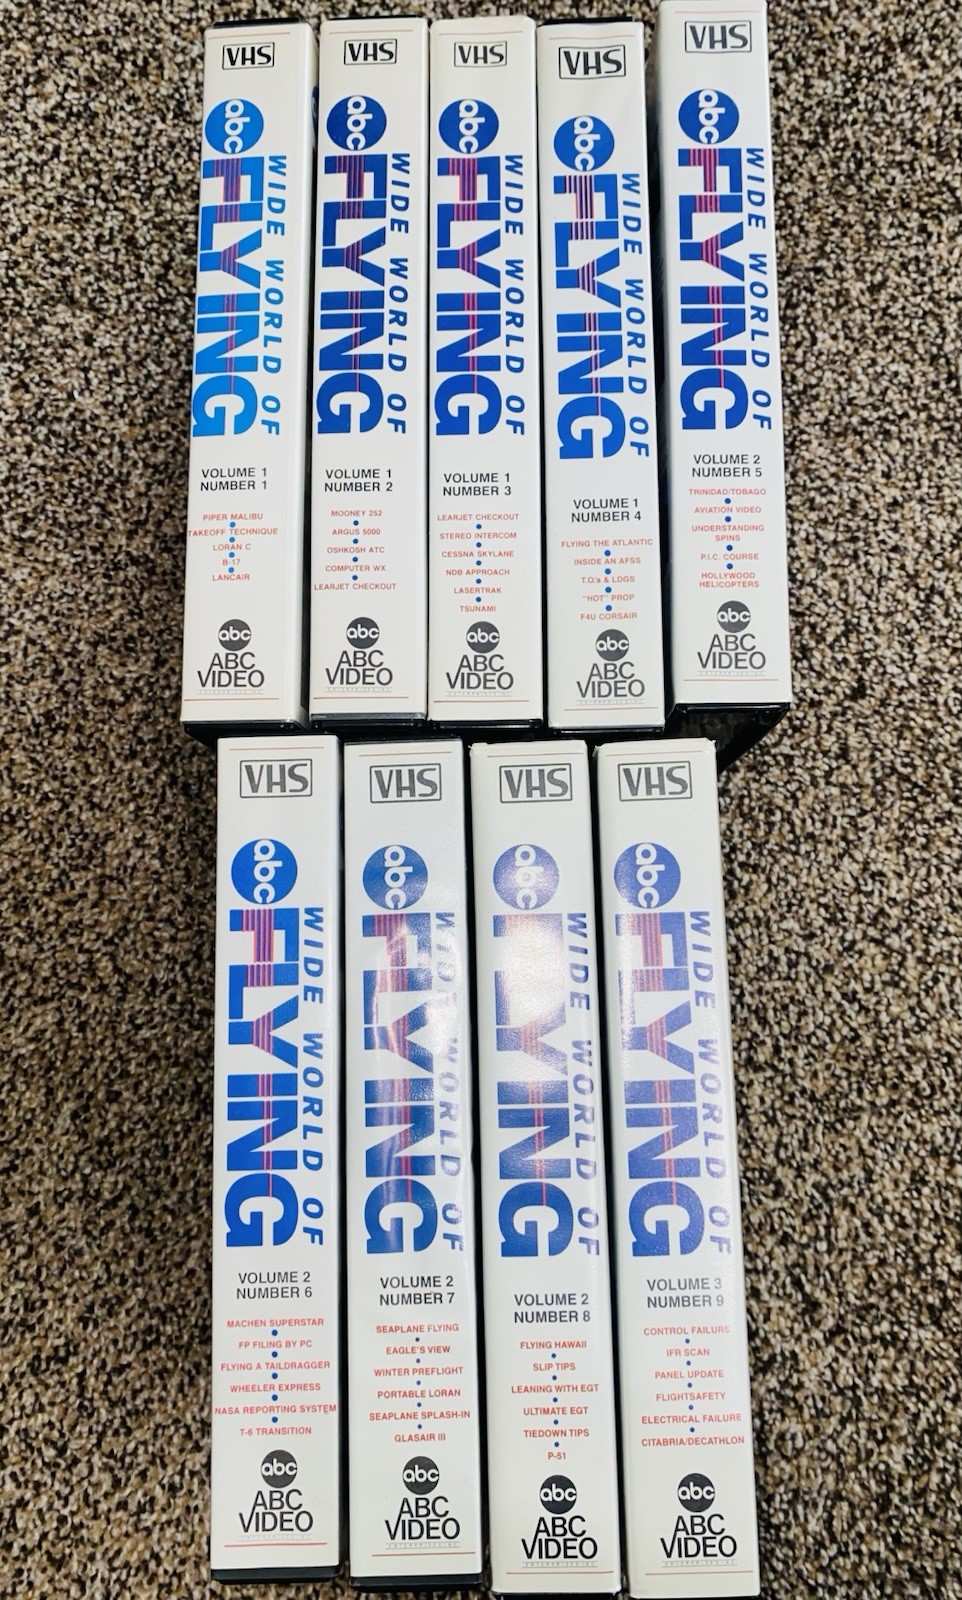 VHS
abc
WIDE WORLD OF
FLYING
VOLUME 1
NUMBER 1
PIPER MALIBU
TAKEOFF TECHNIQUE
LORAN C
B-17
LANCAIR
abc
ABC
VIDEO
VHS
abc
WIDE WORLD OF
FLYING
VOLUME 1
NUMBER 2
MOONEY 252
ARGUS 5000
OSHKOSH ATC
COMPUTER WX
LEARJET CHECKOUT
abc
ABC
VIDEO
VHS
abc
WIDE WORLD OF
FLYING
VOLUME 1
NUMBER 3
LEARJET CHECKOUT
STEREO INTERCOM
CESSNA SKYLANE
NDB APPROACH
LASERTRAK
TSUNAMI
abc
ABC
VIDEO
VHS
abc
WIDE WORLD OF
FLYING
VOLUME 1
NUMBER 4
FLYING THE ATLANTIC
INSIDE AN AFSS
T.O.'s & LDGS
"HOT" PROP
F4U CORSAIR
abc
ABC
VIDEO
VHS
abc
WIDE WORLD OF
FLYING
VOLUME 2
NUMBER 5
TRINIDAD/TOBAGO
AVIATION VIDEO
UNDERSTANDING
SPINS
P.I.C. COURSE
HOLLYWOOD
HELICOPTERS
abc
ABC
VIDEO
VHS
abc
WIDE WORLD OF
FLYING
VOLUME 2
NUMBER 6
MACHEN SUPERSTAR
FP FILING BY PC
FLYING A TAILDRAGGER
WHEELER EXPRESS
NASA REPORTING SYSTEM
T-6 TRANSITION
abc
ABC
VIDEO
VHS
abc
WIDE WORLD OF
FLYING
VOLUME 2
NUMBER 7
SEAPLANE FLYING
EAGLE'S VIEW
WINTER PREFLIGHT
PORTABLE LORAN
SEAPLANE SPLASH-IN
GLASAIR III
abc
ABC
VIDEO
VHS
abc
WIDE WORLD OF
FLYING
VOLUME 2
NUMBER 8
FLYING HAWAII
SLIP TIPS
LEANING WITH EGT
ULTIMATE EGT
TIEDOWN TIPS
P-51
abc
ABC
VIDEO
VHS
abc
WIDE WORLD OF
FLYING
VOLUME 3
NUMBER 9
CONTROL FAILURE
IFR SCAN
PANEL UPDATE
FLIGHTSAFETY
ELECTRICAL FAILURE
CITABRIA/DECATHLON
abc
ABC
VIDEO